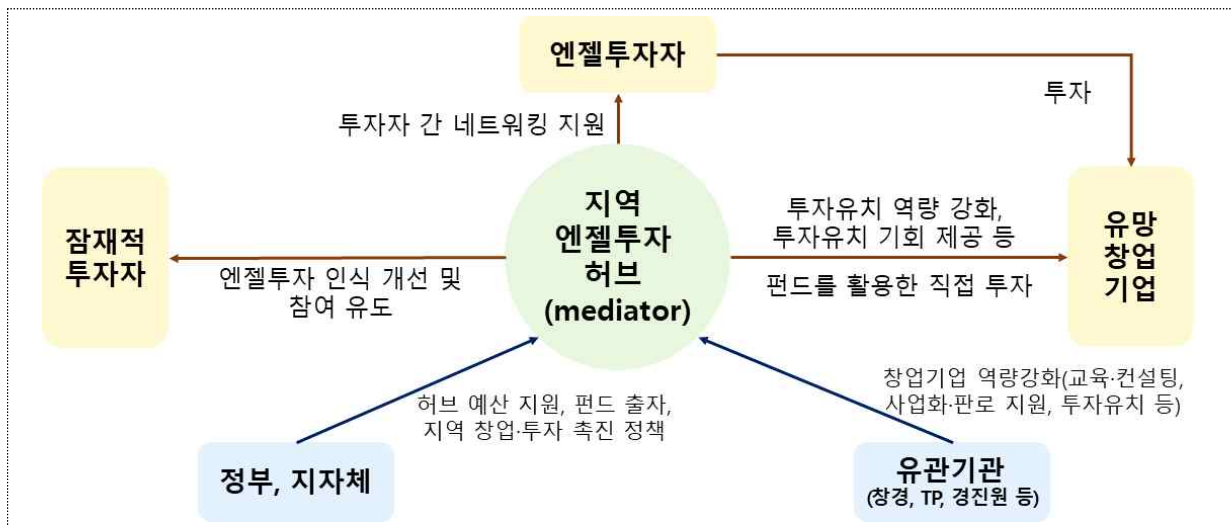 엔젤투자자
투자
투자자 간 네트워킹 지원
지역
엔젤투자
허브
(mediator)
잠재적
투자자
엔젤투자 인식 개선 및
참여 유도
투자유치 역량 강화,
투자유치 기회 제공 등
펀드를 활용한 직접 투자
유망
창업
기업
허브 예산 지원, 펀드 출자,
지역 창업·투자 촉진 정책
창업기업 역량강화(교육·컨설팅,
사업화·판로 지원, 투자유치 등)
정부, 지자체
유관기관
(창경, TP, 경진원 등)